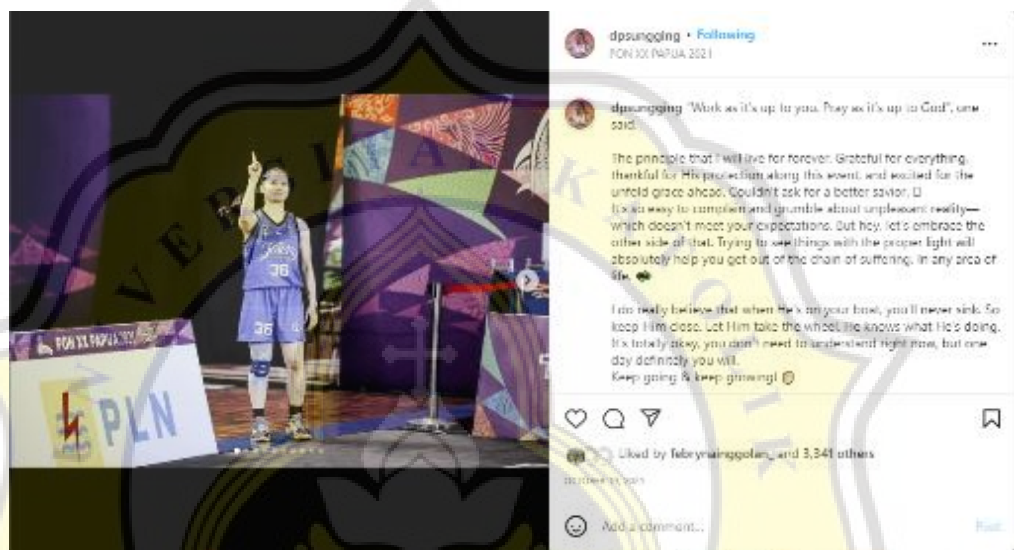 dpsungging • Following
PON XX PAPUA 2021
dpsungging "Work as it's up to you. Pray as it's up to God", one
said.
The principle that I will live for forever. Grateful for everything,
thankful for His protection along this event, and excited for the
unfold grace ahead. Couldn't ask for a better savior.
It's so easy to complain and grumble about unpleasant reality—
which doesn't meet your expectations. But hey, let's embrace the
other side of that. Trying to see things with the proper light will
absolutely help you get out of the chain of suffering. In any area of
life.
I do really believe that when He's on your boat, you'll never sink. So
keep Him close. Let Him take the wheel. He knows what He's doing.
It's totally okay, you don't need to understand right now, but one
day definitely you will.
Keep going & keep growing!
Liked by febrynainggolan_ and 3,341 others
Add a comment...
Post
PON XX PAPUA 2021
PLN
36
36